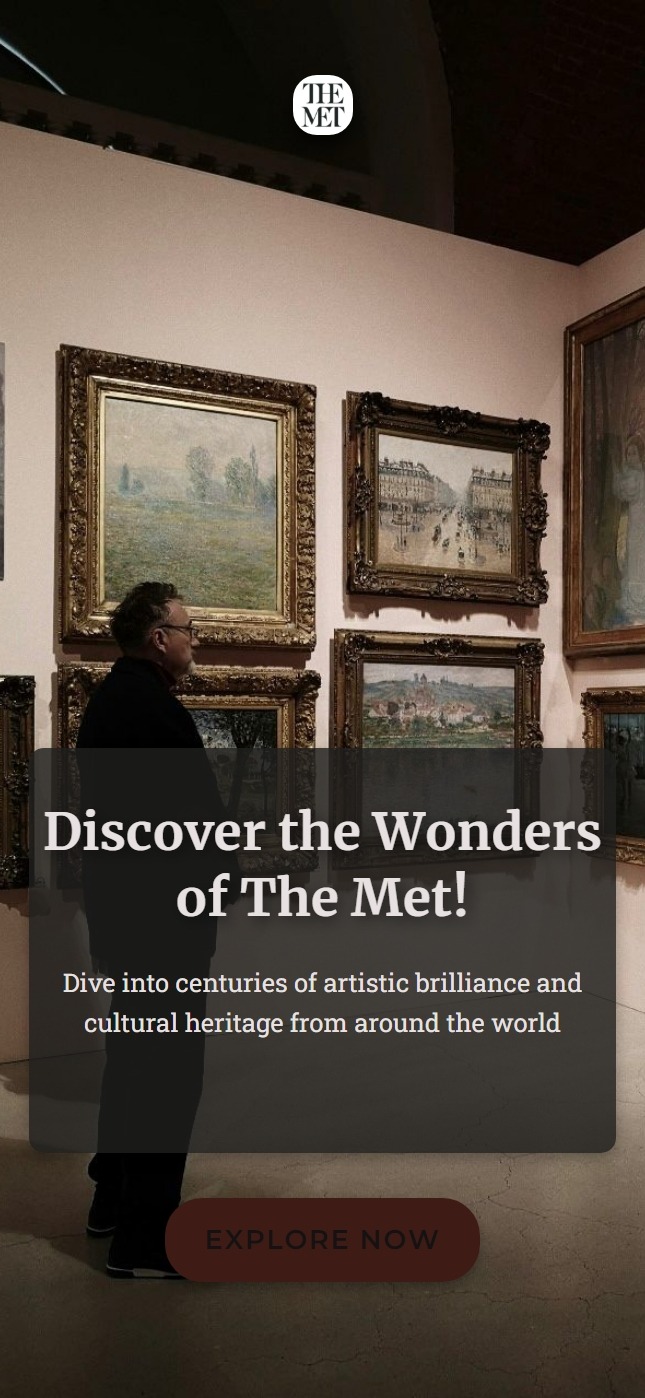 THE
MET
Discover the Wonders
of The Met!
Dive into centuries of artistic brilliance and
cultural heritage from around the world
EXPLORE NOW